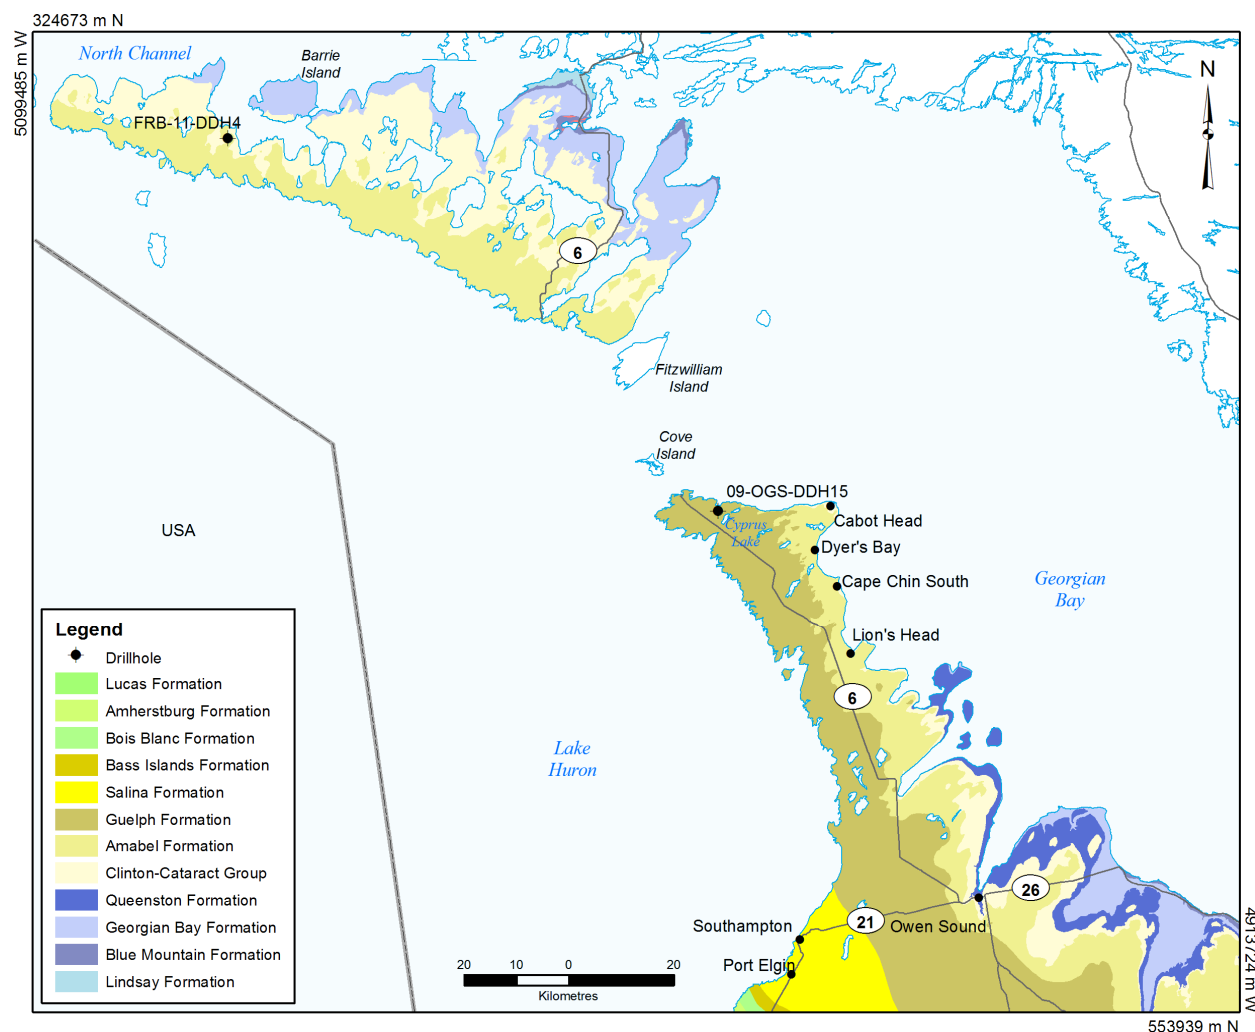 324673 m N
5099485 m W
North Channel
Barrie
Island
N
FRB-11-DDH4
6
Fitzwilliam
Island
Cove
Island
09-OGS-DDH15
Cyprus
Lake
Cabot Head
Dyer's Bay
USA
Cape Chin South
Georgian
Bay
Lion's Head
6
Lake
Huron
Legend
Drillhole
Lucas Formation
Amherstburg Formation
Bois Blanc Formation
Bass Islands Formation
Salina Formation
Guelph Formation
Amabel Formation
Clinton-Cataract Group
Queenston Formation
Georgian Bay Formation
Blue Mountain Formation
Lindsay Formation
26
21
Owen Sound
Southampton
Port Elgin
20 10 0 20
Kilometres
4913724 m W
553939 m N